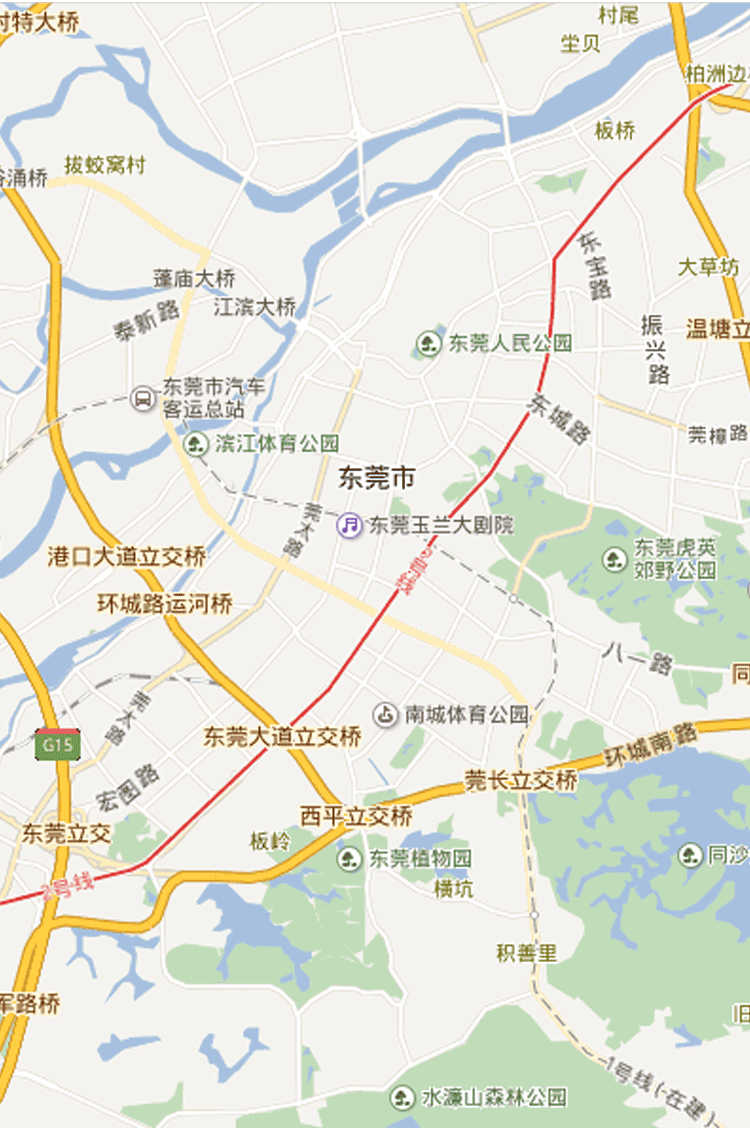 村特大桥
村尾
坣贝
柏洲边
板桥
拔蛟窝村
涌桥
东宝路
大草坊
蓬庙大桥
江滨大桥
泰新路
振兴路
温塘立
东莞人民公园
东莞市汽车
客运总站
东城路
莞樟路
滨江体育公园
东莞市
莞太路
东莞玉兰大剧院
2号线
港口大道立交桥
东莞虎英
郊野公园
环城路运河桥
八一路
同
莞太路
南城体育公园
G15
东莞大道立交桥
环城南路
宏图路
莞长立交桥
西平立交桥
东莞立交
板岭
东莞植物园
同沙
2号线
横坑
积善里
军路桥
旧
1号线(在建)
水濂山森林公园